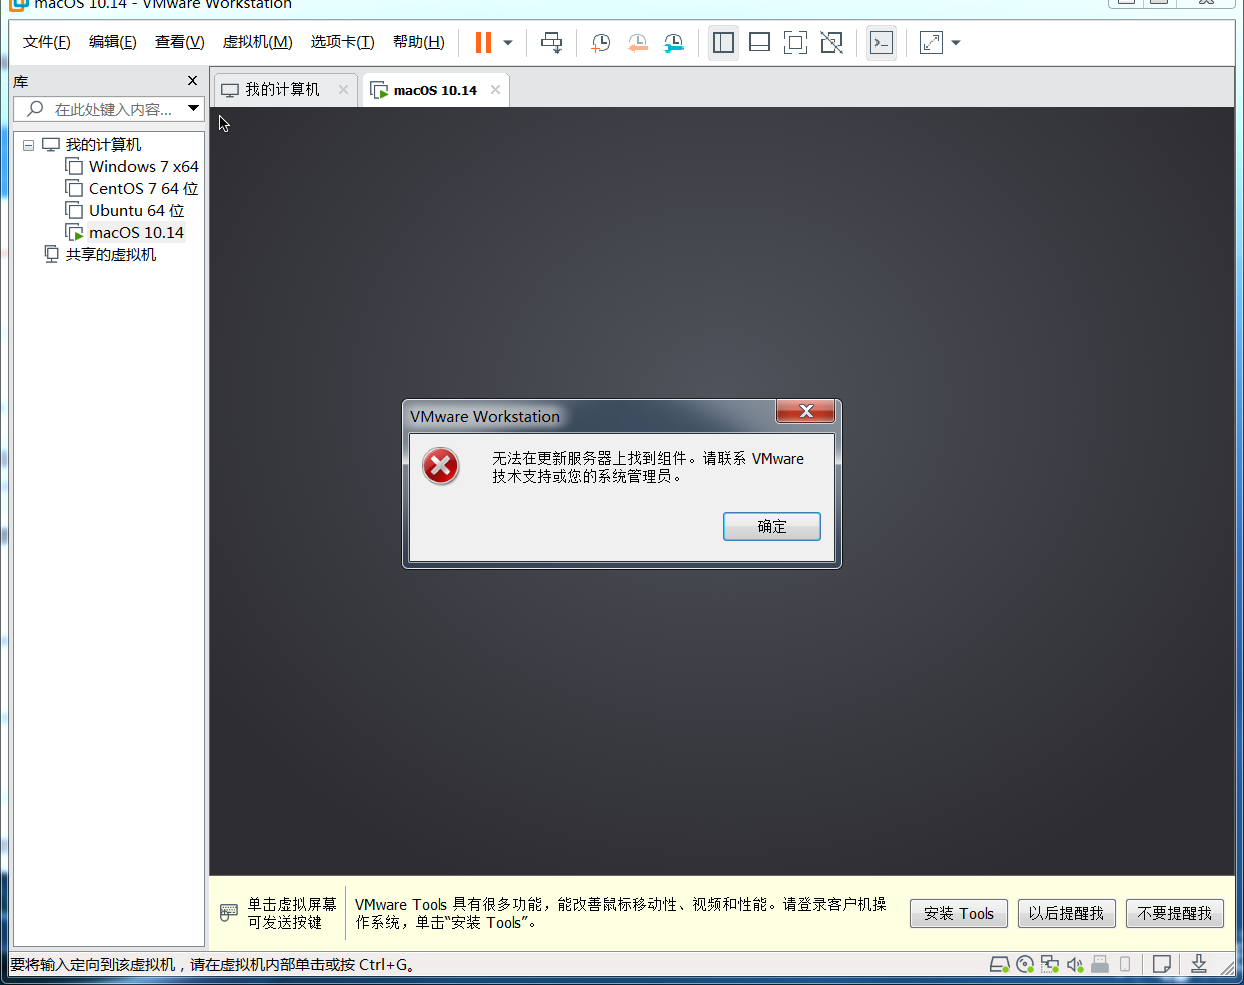 macOS 10.14 - VMware Workstation
文件(F) 编辑(E) 查看(V) 虚拟机(M) 选项卡(T) 帮助(H)
库
在此处键入内容...
我的计算机
Windows 7 x64
CentOS 7 64 位
Ubuntu 64 位
macOS 10.14
共享的虚拟机
我的计算机
macOS 10.14
VMware Workstation
无法在更新服务器上找到组件。请联系 VMware
技术支持或您的系统管理员。
确定
单击虚拟屏幕
可发送按键
VMware Tools 具有很多功能，能改善鼠标移动性、视频和性能。请登录客户机操
作系统，单击“安装 Tools”。
安装 Tools
以后提醒我
不要提醒我
要将输入定向到该虚拟机，请在虚拟机内部单击或按 Ctrl+G。